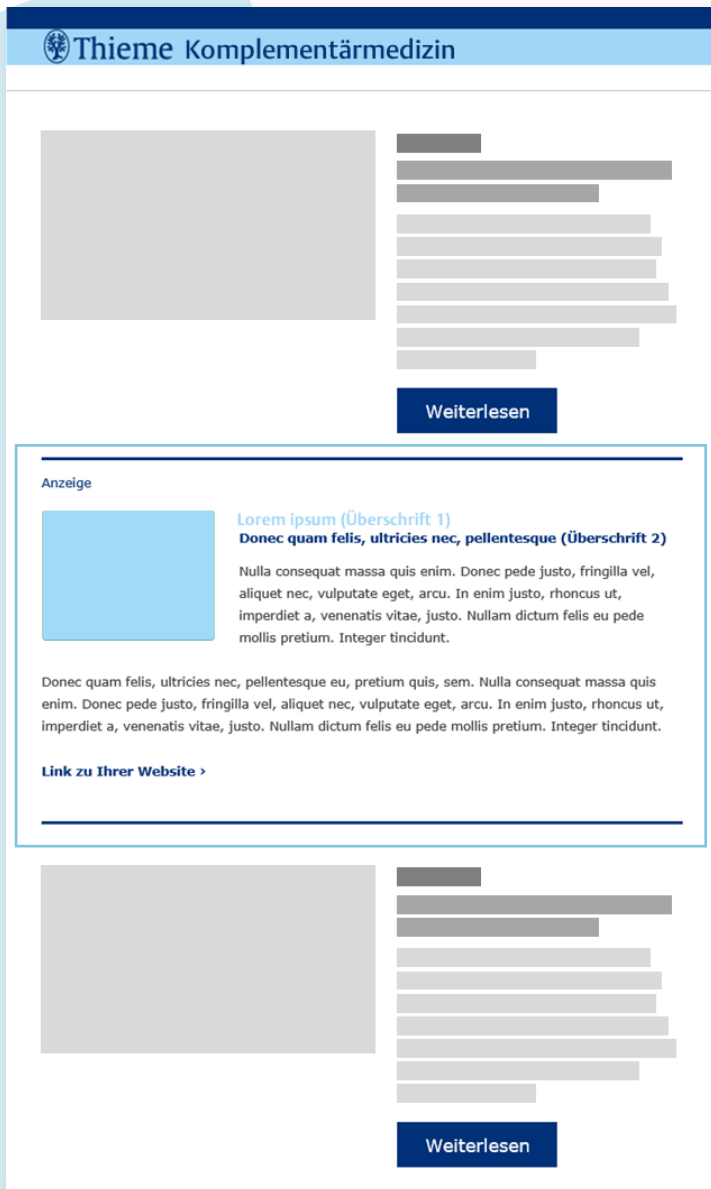 Thieme Komplementärmedizin
Weiterlesen
Anzeige
Lorem ipsum (Überschrift 1)
Donec quam felis, ultricies nec, pellentesque (Überschrift 2)
Nulla consequat massa quis enim. Donec pede justo, fringilla vel,
aliquet nec, vulputate eget, arcu. In enim justo, rhoncus ut,
imperdiet a, venenatis vitae, justo. Nullam dictum felis eu pede
mollis pretium. Integer tincidunt.
Donec quam felis, ultricies nec, pellentesque eu, pretium quis, sem. Nulla consequat massa quis
enim. Donec pede justo, fringilla vel, aliquet nec, vulputate eget, arcu. In enim justo, rhoncus ut,
imperdiet a, venenatis vitae, justo. Nullam dictum felis eu pede mollis pretium. Integer tincidunt.
Link zu Ihrer Website ›
Weiterlesen